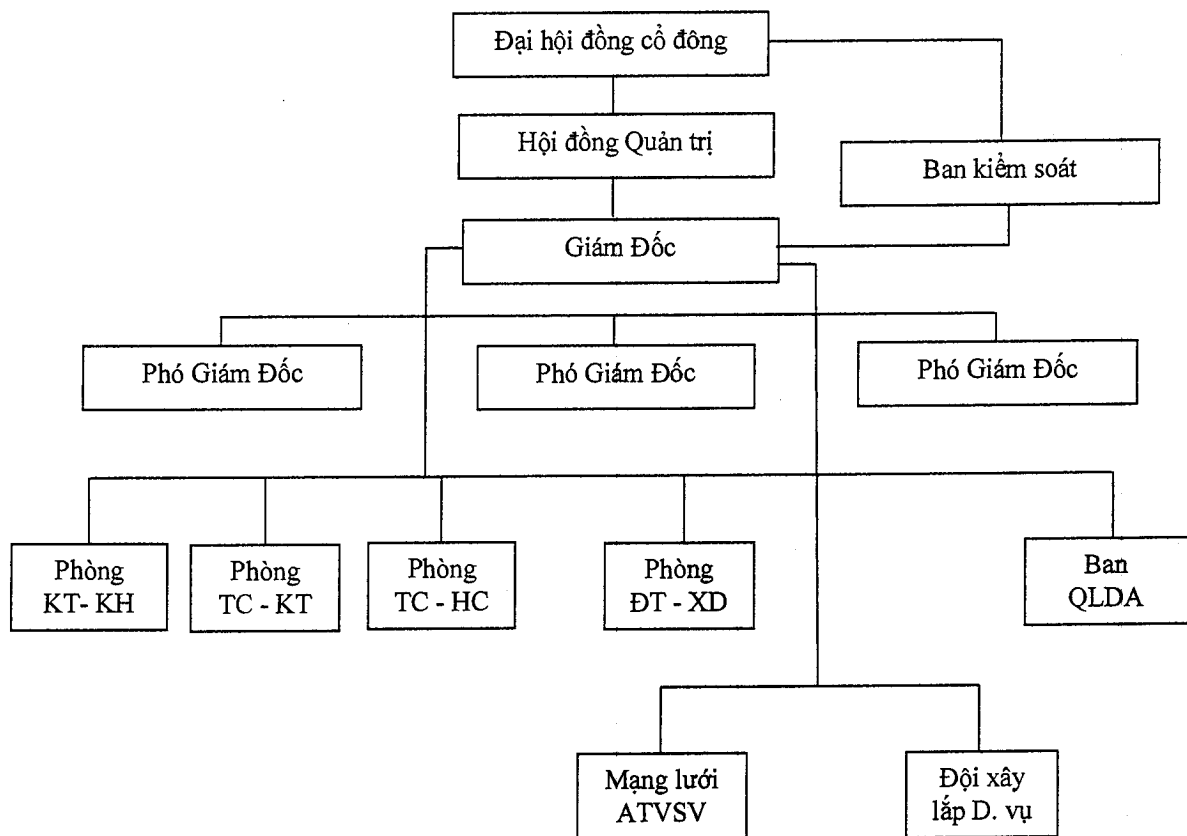 Đại hội đồng cổ đông
Hội đồng Quản trị
Ban kiểm soát
Giám Đốc
Phó Giám Đốc
Phó Giám Đốc
Phó Giám Đốc
Phòng
KT- KH
Phòng
TC - KT
Phòng
TC - HC
Phòng
ĐT - XD
Ban
QLDA
Mạng lưới
ATVSV
Đội xây
lắp D. vụ